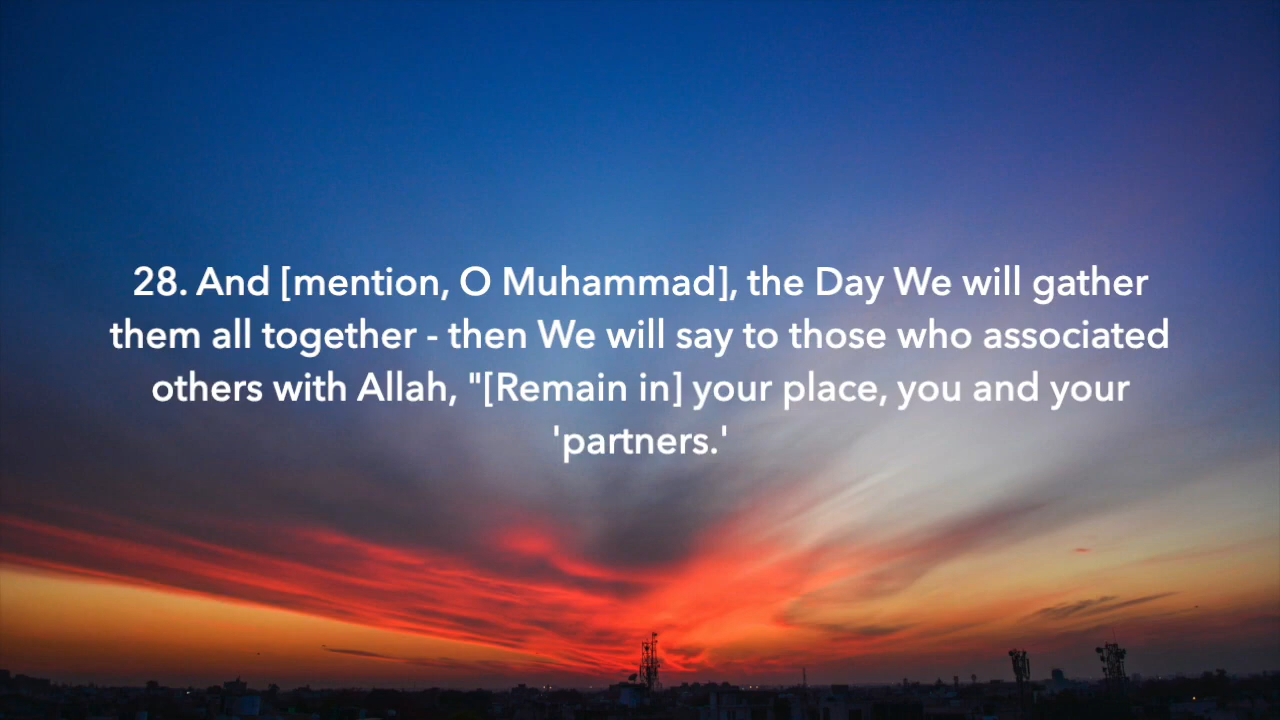 28. And [mention, O Muhammad], the Day We will gather
them all together - then We will say to those who associated
others with Allah, "[Remain in] your place, you and your
'partners.'